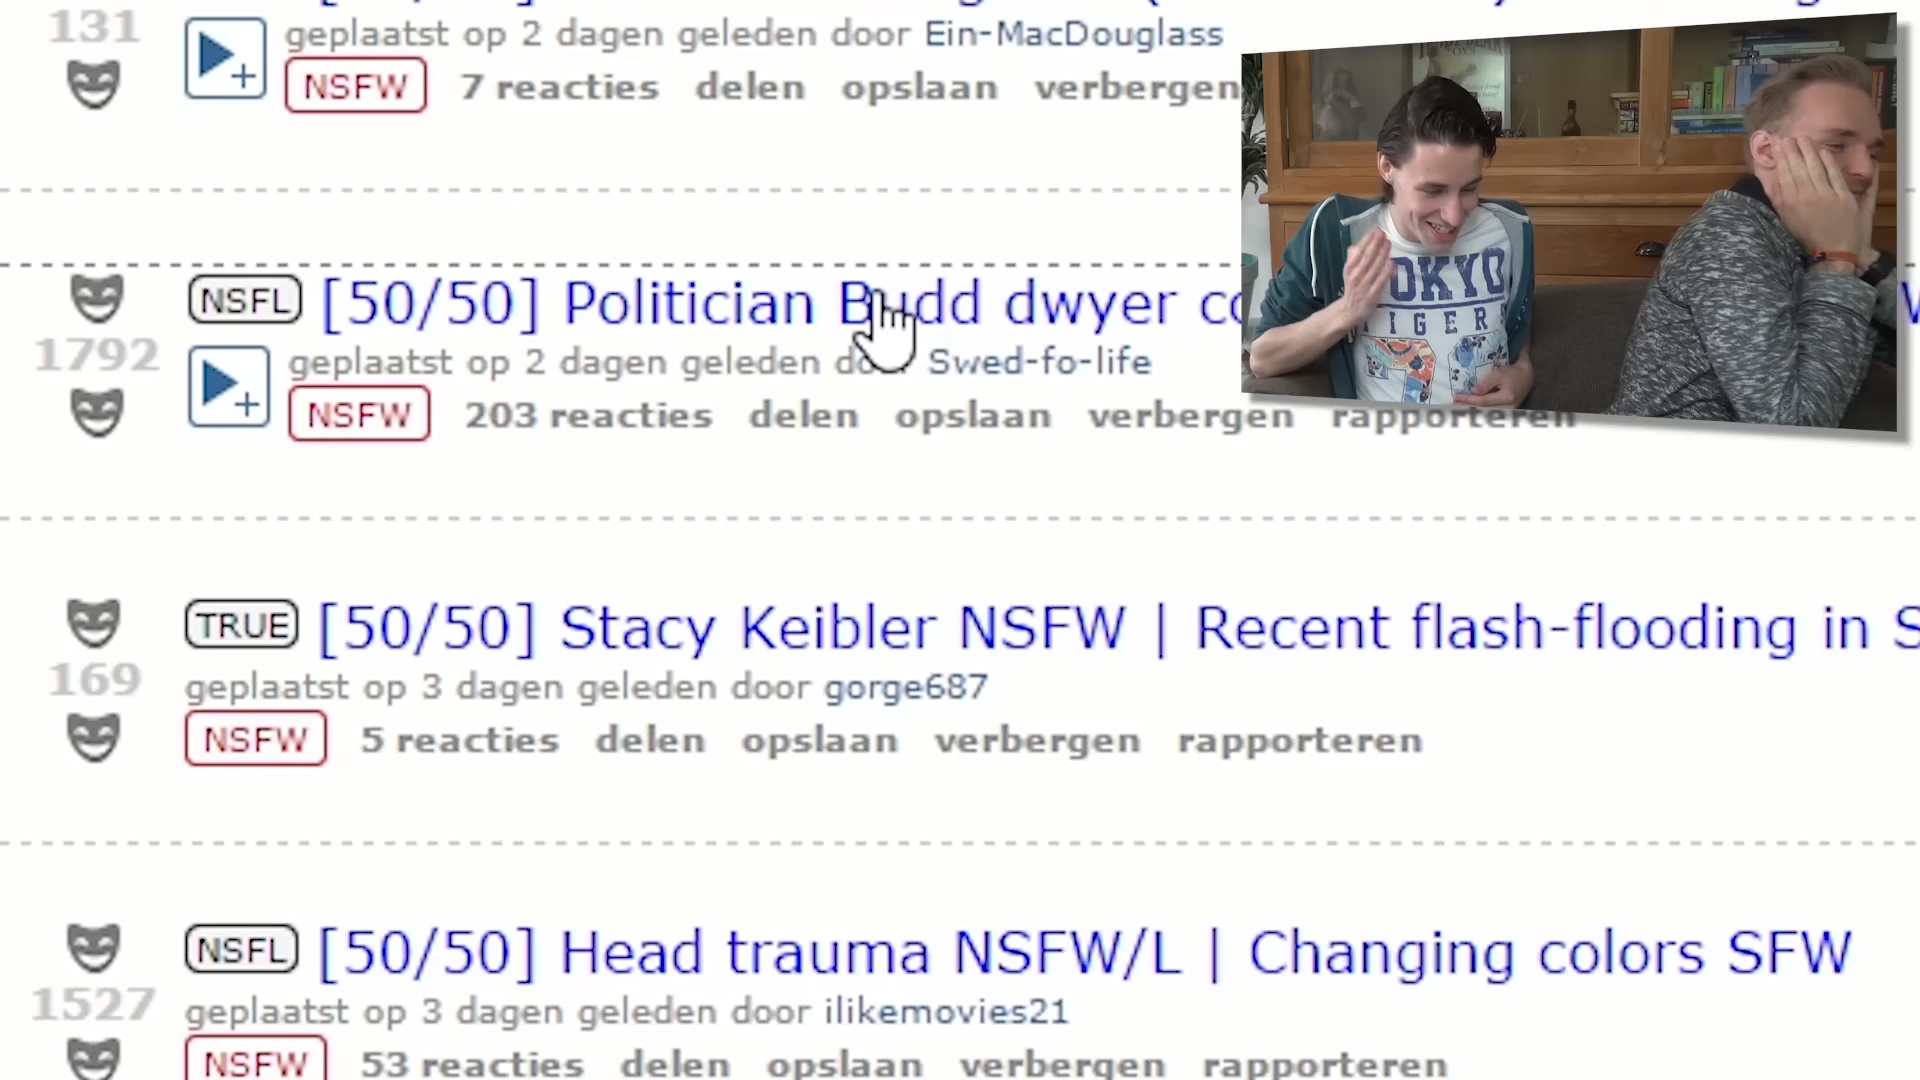 131
geplaatst op 2 dagen geleden door Ein-MacDouglass
NSFW 7 reacties delen opslaan verbergen
NSFL [50/50] Politician Budd dwyer
1792
geplaatst op 2 dagen geleden Swed-fo-life
NSFW 203 reacties delen opslaan verbergen rapporteren
TOKYO
TIGERS
TRUE [50/50] Stacy Keibler NSFW | Recent flash-flooding in
169
geplaatst op 3 dagen geleden door gorge687
NSFW 5 reacties delen opslaan verbergen rapporteren
NSFL [50/50] Head trauma NSFW/L | Changing colors SFW
1527
geplaatst op 3 dagen geleden door ilikemovies21
NSFW 53 reacties delen opslaan verbergen rapporteren